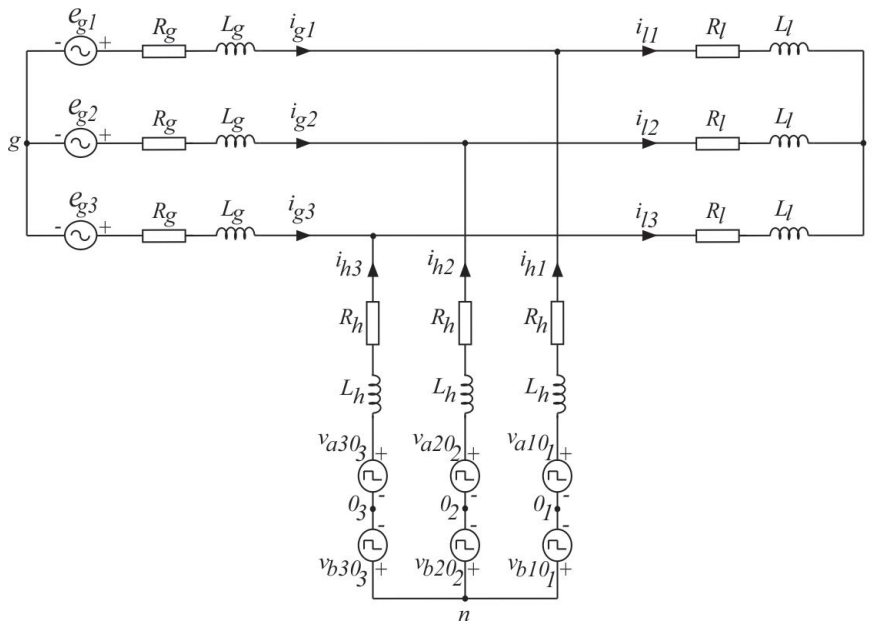 e_g1 R_g L_g i_g1 i_l1 R_l L_l
- +
e_g2 R_g L_g i_g2 i_l2 R_l L_l
g - +
e_g3 R_g L_g i_g3 i_l3 R_l L_l
- +
i_h3 i_h2 i_h1
R_h R_h R_h
L_h L_h L_h
v_a30_3 + v_a20_2 + v_a10_1 +
- - -
0_3 0_2 0_1
- - -
v_b30_3 + v_b20_2 + v_b10_1 +
n